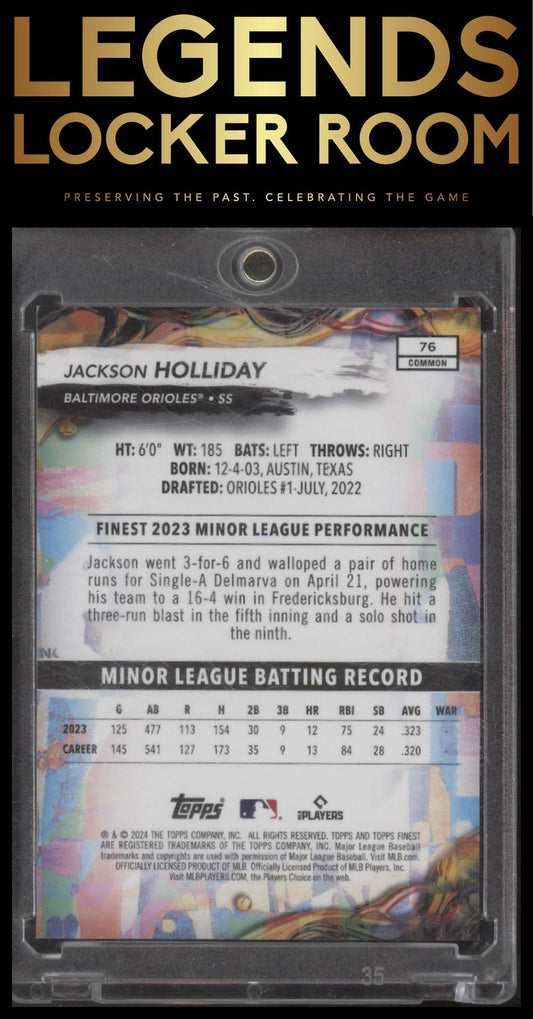 LEGENDS
LOCKER ROOM
PRESERVING THE PAST. CELEBRATING THE GAME
76
COMMON
JACKSON HOLLIDAY
BALTIMORE ORIOLES® • SS
HT: 6'0" WT: 185 BATS: LEFT THROWS: RIGHT
BORN: 12-4-03, AUSTIN, TEXAS
DRAFTED: ORIOLES #1-JULY, 2022
FINEST 2023 MINOR LEAGUE PERFORMANCE
Jackson went 3-for-6 and walloped a pair of home
runs for Single-A Delmarva on April 21, powering
his team to a 16-4 win in Fredericksburg. He hit a
three-run blast in the fifth inning and a solo shot in
the ninth.
NK
MINOR LEAGUE BATTING RECORD
G AB R H 2B 3B HR RBI SB AVG WAR
2023 125 477 113 154 30 9 12 75 24 .323 -
CAREER 145 541 127 173 35 9 13 84 28 .320 -
Topps PLAYERS
® & © 2024 THE TOPPS COMPANY, INC. ALL RIGHTS RESERVED. TOPPS AND TOPPS FINEST
ARE REGISTERED TRADEMARKS OF THE TOPPS COMPANY, INC. Major League Baseball
trademarks and copyrights are used with permission of Major League Baseball. Visit MLB.com.
OFFICIALLY LICENSED PRODUCT OF MLB Players, Inc.
Visit MLBPLAYERS.COM, the Players Choice on the web.
35